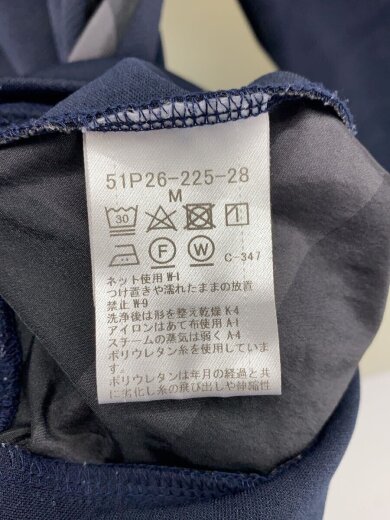 51P26-225-28
M
30
F W C-347
ネット使用 W-1
つけ置きや濡れたままの放置
禁止 W-9
洗浄後は形を整え乾燥 K-4
アイロンはあて布使用 A-1
スチームの蒸気は弱く A-4
ポリウレタン糸を使用しています。
ポリウレタンは年月の経過と共
に劣化し糸の飛び出しや伸縮性